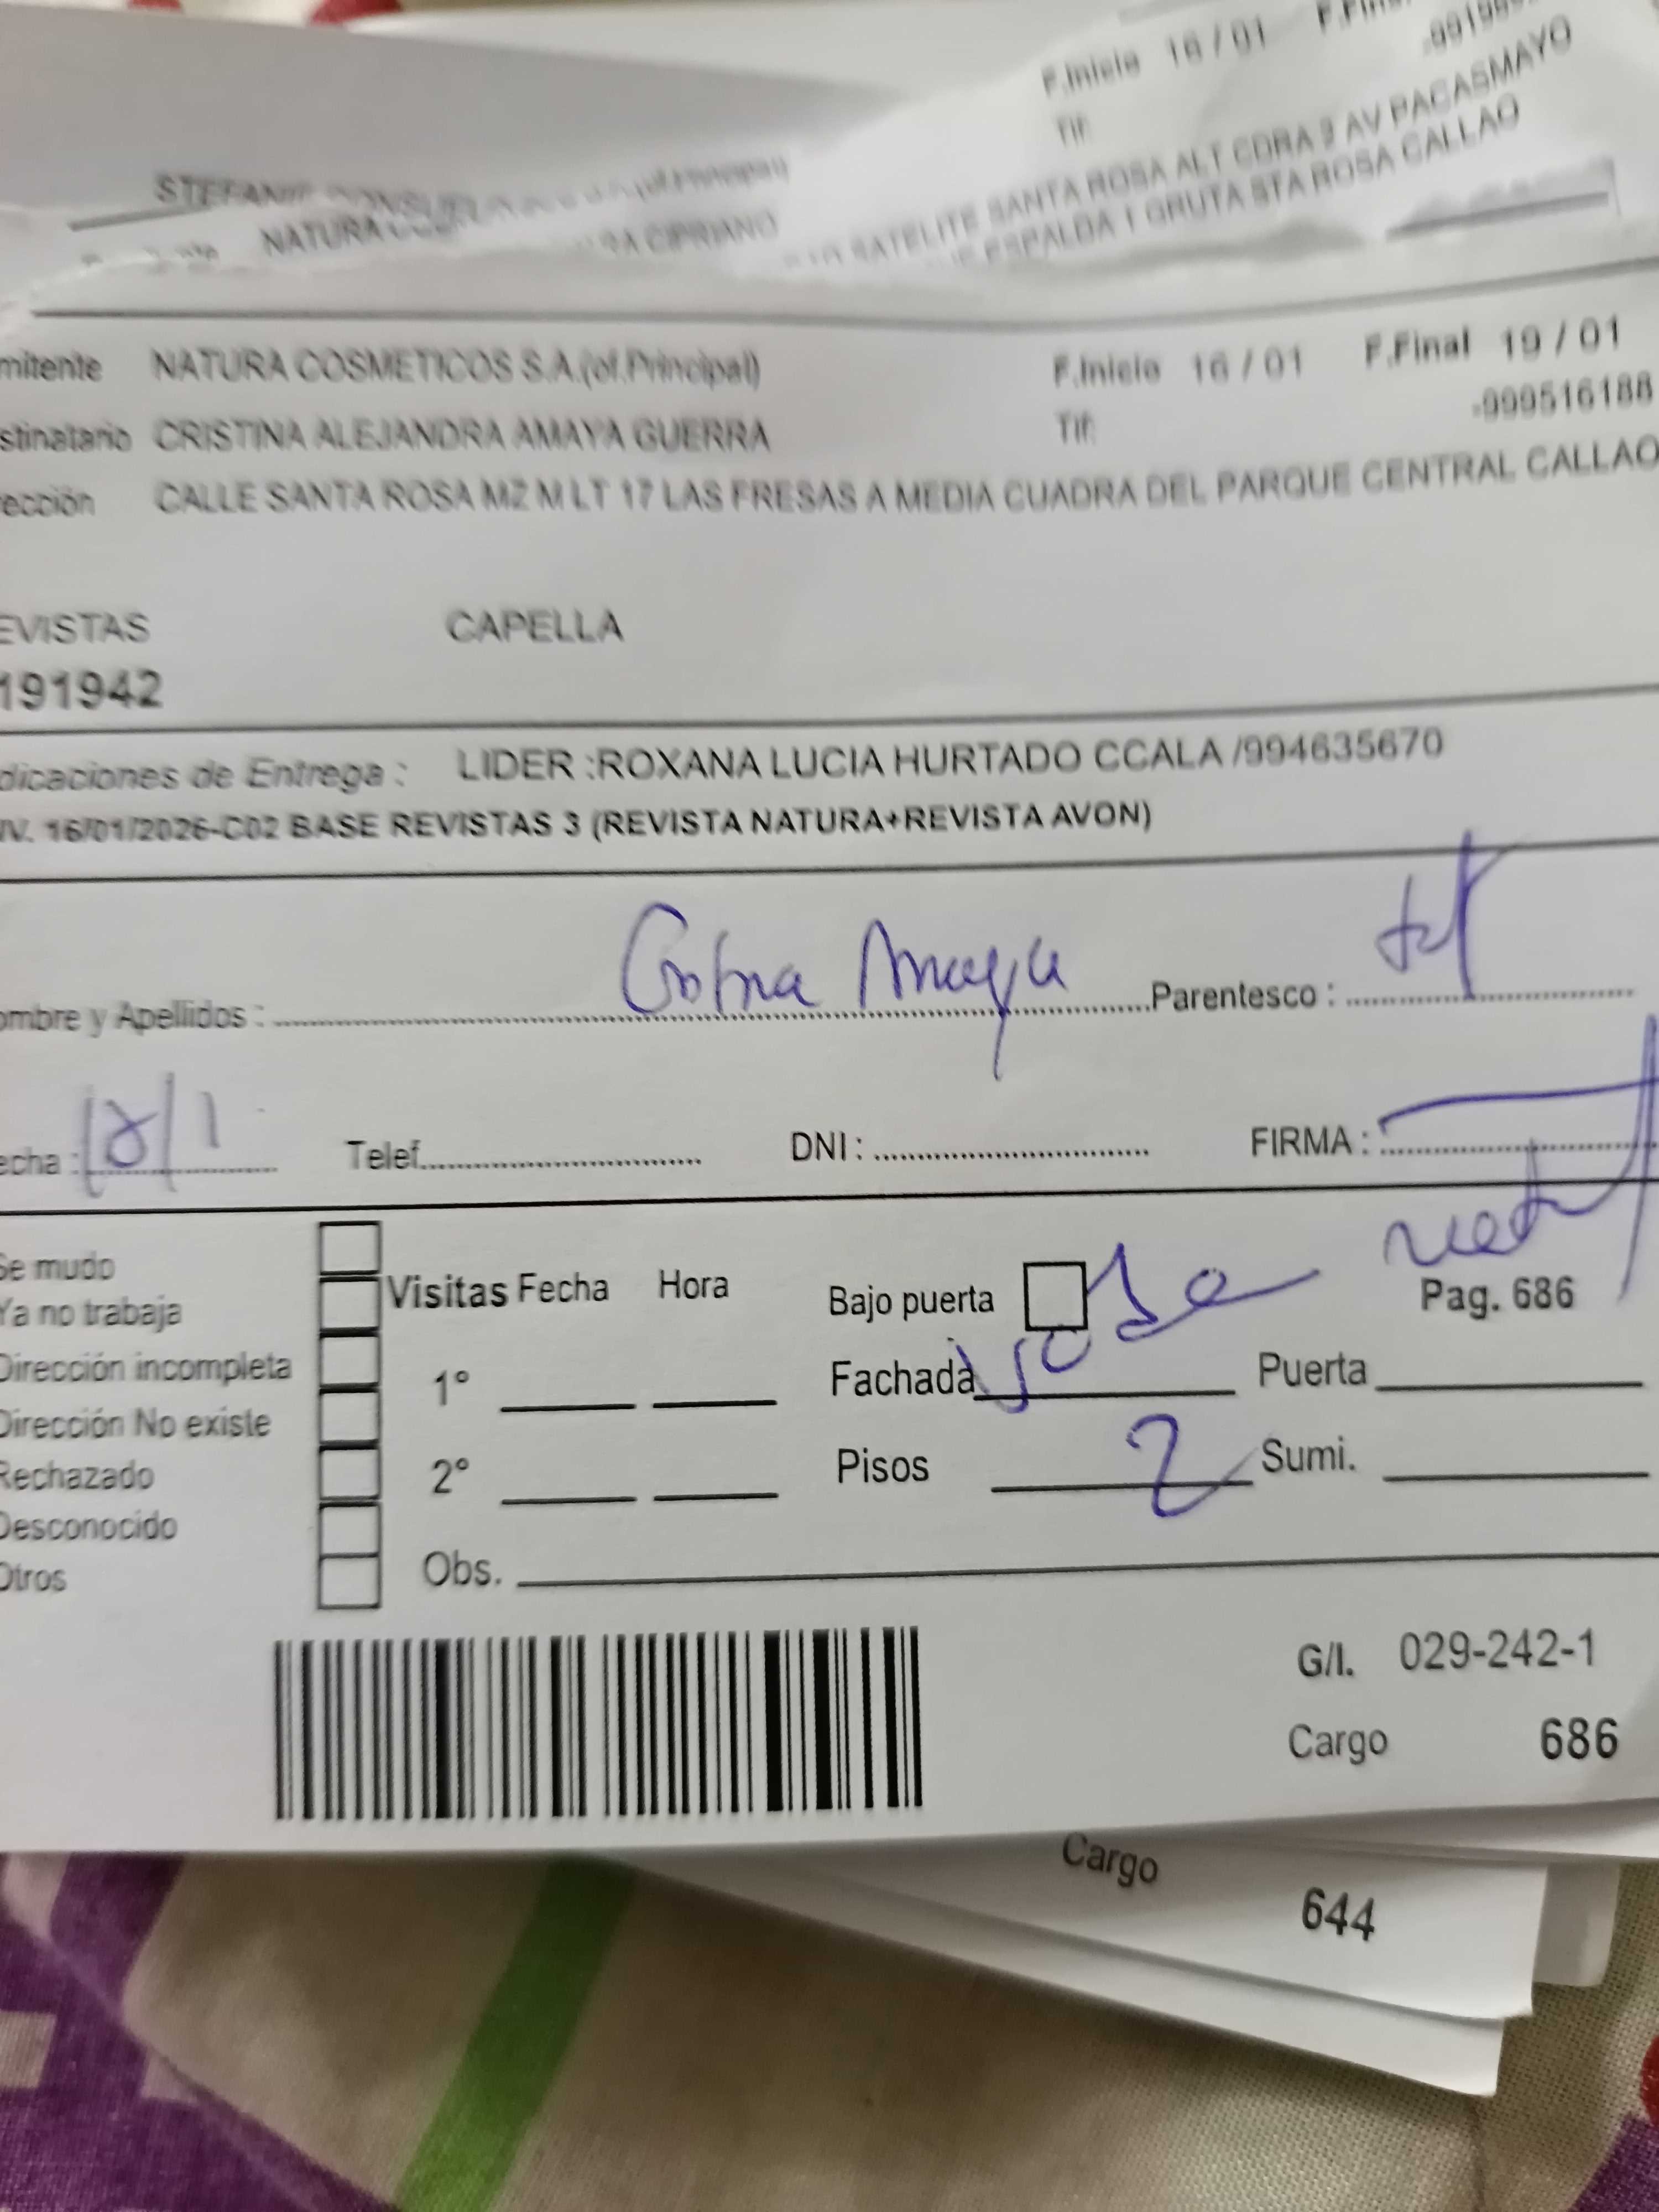 F.Inicio 16 / 01
Tlf:
SATELITE SANTA ROSA ALT CDRA 9 AV PACASMAYO
ESPALDA 1 GRUTA STA ROSA CALLAO
NATURA
CIPRIANO
mitente NATURA COSMETICOS S.A.(of.Principal) F.Inicio 16 / 01 F.Final 19 / 01
stinatario CRISTINA ALEJANDRA AMAYA GUERRA Tlf: -999516188
ección CALLE SANTA ROSA MZ M LT 17 LAS FRESAS A MEDIA CUADRA DEL PARQUE CENTRAL CALLAO
EVISTAS CAPELLA
191942
dicaciones de Entrega : LIDER :ROXANA LUCIA HURTADO CCALA /994635670
NV. 16/01/2026-C02 BASE REVISTAS 3 (REVISTA NATURA+REVISTA AVON)
ombre y Apellidos : Amaya Parentesco :
echa : 18/1 Telef. DNI : FIRMA :
Se mudo
Ya no trabaja
Dirección incompleta
Dirección No existe
Rechazado
Desconocido
Otros
Visitas Fecha Hora
1°
2°
Obs.
Bajo puerta Pag. 686
Fachada Puerta
Pisos 2 Sumi.
G/I. 029-242-1
Cargo 686
Cargo
644